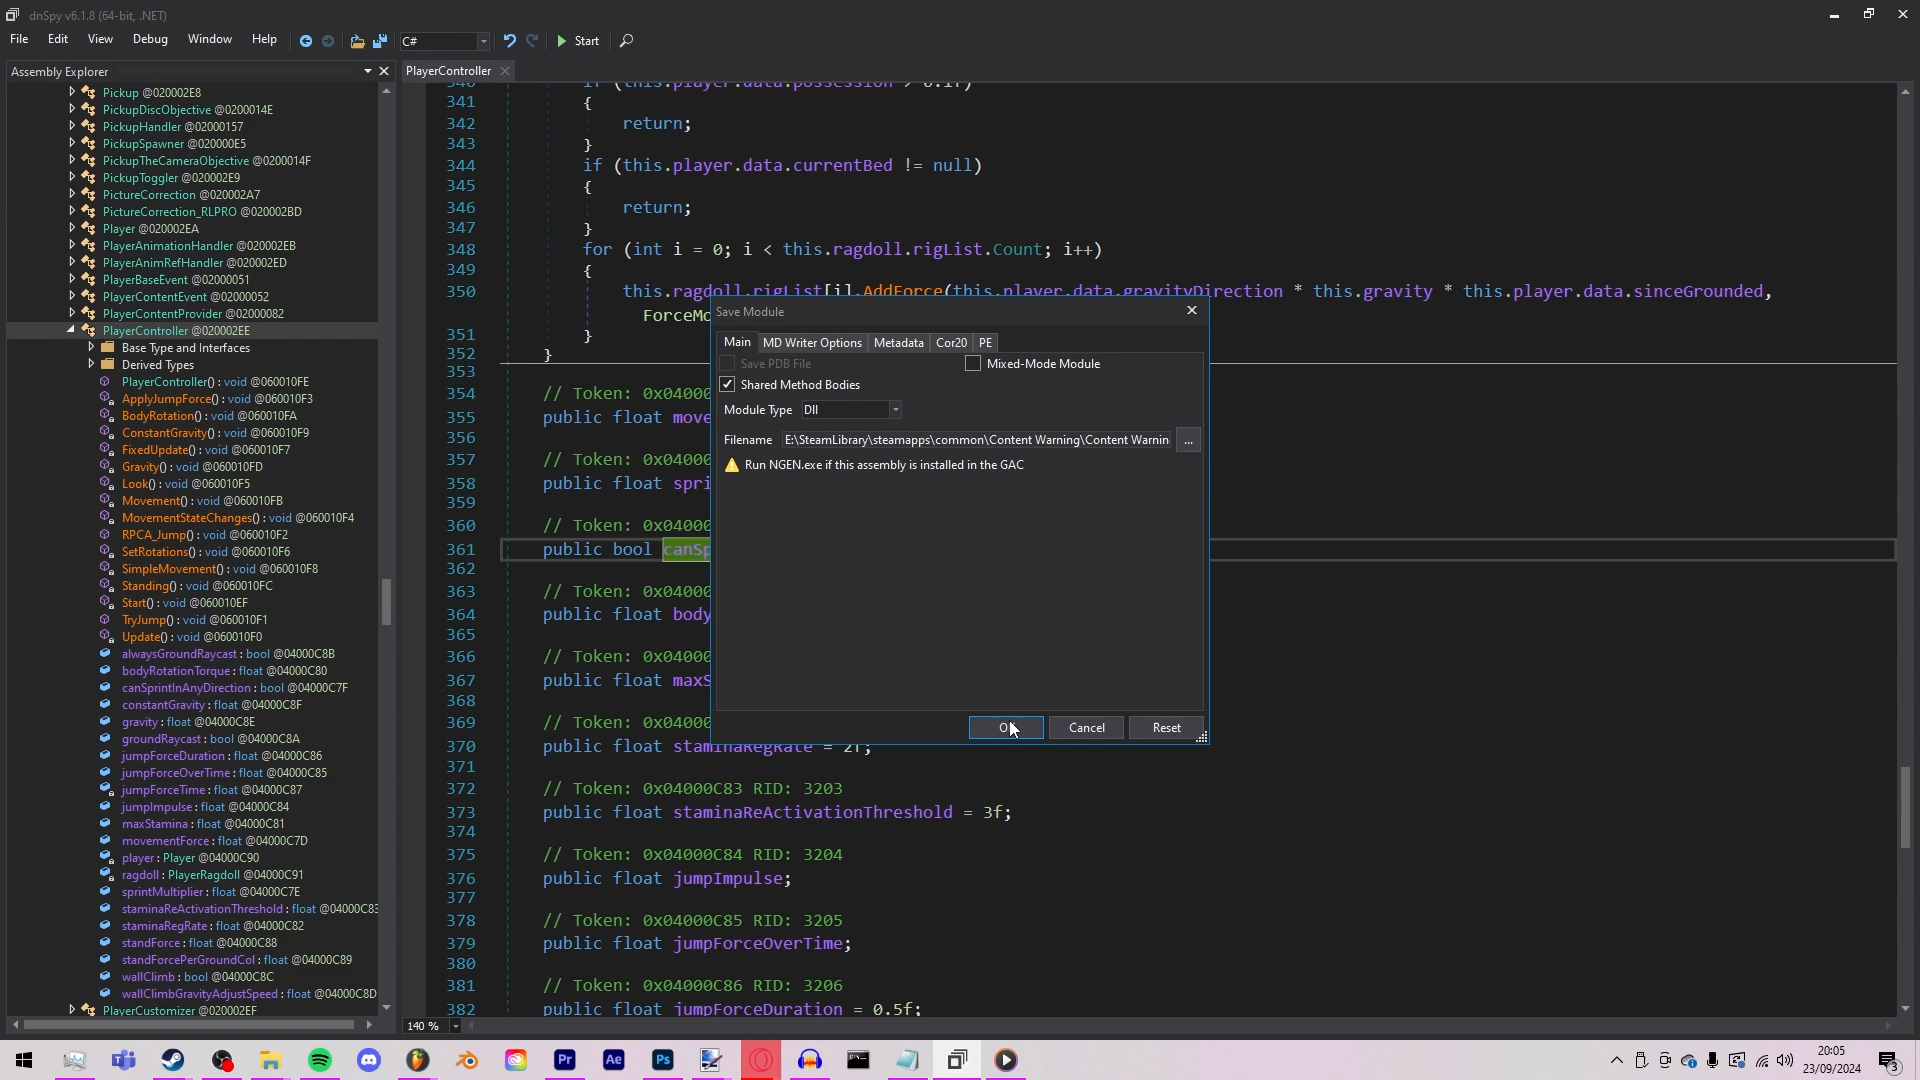 dnSpy v6.1.8 (64-bit, .NET)
File Edit View Debug Window Help C# Start
Assembly Explorer
PlayerController
Pickup @020002E8
PickupDiscObjective @0200014E
PickupHandler @02000157
PickupSpawner @020000E5
PickupTheCameraObjective @0200014F
PickupToggler @020002E9
PictureCorrection @020002A7
PictureCorrection_RLPRO @020002BD
Player @020002EA
PlayerAnimationHandler @020002EB
PlayerAnimRefHandler @020002ED
PlayerBaseEvent @02000051
PlayerContentEvent @02000052
PlayerContentProvider @02000082
PlayerController @020002EE
Base Type and Interfaces
Derived Types
PlayerController() : void @060010FE
ApplyJumpForce() : void @060010F3
BodyRotation() : void @060010FA
ConstantGravity() : void @060010F9
FixedUpdate() : void @060010F7
Gravity() : void @060010FD
Look() : void @060010F5
Movement() : void @060010FB
MovementStateChanges() : void @060010F4
RPCA_Jump() : void @060010F2
SetRotations() : void @060010F6
SimpleMovement() : void @060010F8
Standing() : void @060010FC
Start() : void @060010EF
TryJump() : void @060010F1
Update() : void @060010F0
alwaysGroundRaycast : bool @04000C8B
bodyRotationTorque : float @04000C80
canSprintInAnyDirection : bool @04000C7F
constantGravity : float @04000C8F
gravity : float @04000C8E
groundRaycast : bool @04000C8A
jumpForceDuration : float @04000C86
jumpForceOverTime : float @04000C85
jumpForceTime : float @04000C87
jumpImpulse : float @04000C84
maxStamina : float @04000C81
movementForce : float @04000C7D
player : Player @04000C90
ragdoll : PlayerRagdoll @04000C91
sprintMultiplier : float @04000C7E
staminaReActivationThreshold : float @04000C83
staminaRegRate : float @04000C82
standForce : float @04000C88
standForcePerGroundCol : float @04000C89
wallClimb : bool @04000C8C
wallClimbGravityAdjustSpeed : float @04000C8D
PlayerCustomizer @020002EF
340 if (this.player.data.possession > 0.1f)
341 {
342 return;
343 }
344 if (this.player.data.currentBed != null)
345 {
346 return;
347 }
348 for (int i = 0; i < this.ragdoll.rigList.Count; i++)
349 {
350 this.ragdoll.rigList[i].AddForce(this.player.data.gravityDirection * this.gravity * this.player.data.sinceGrounded,
ForceMo
351 }
352 }
353
354 // Token: 0x04000
355 public float move
356
357 // Token: 0x04000
358 public float spri
359
360 // Token: 0x04000
361 public bool canSp
362
363 // Token: 0x04000
364 public float body
365
366 // Token: 0x04000
367 public float maxS
368
369 // Token: 0x04000
370 public float staminaRegRate = 2f;
371
372 // Token: 0x04000C83 RID: 3203
373 public float staminaReActivationThreshold = 3f;
374
375 // Token: 0x04000C84 RID: 3204
376 public float jumpImpulse;
377
378 // Token: 0x04000C85 RID: 3205
379 public float jumpForceOverTime;
380
381 // Token: 0x04000C86 RID: 3206
382 public float jumpForceDuration = 0.5f;
140 %
Save Module
Main MD Writer Options Metadata Cor20 PE
Save PDB File Mixed-Mode Module
Shared Method Bodies
Module Type Dll
Filename E:\SteamLibrary\steamapps\common\Content Warning\Content Warnin ...
Run NGEN.exe if this assembly is installed in the GAC
Cancel Reset
Pr Ae Ps
20:05
23/09/2024
3